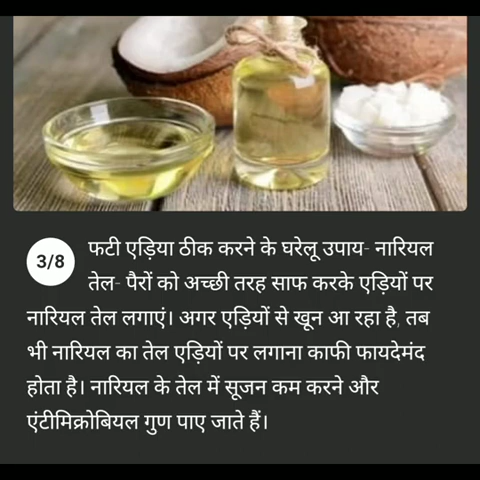 3/8
फटी एड़िया ठीक करने के घरेलू उपाय- नारियल
तेल- पैरों को अच्छी तरह साफ करके एड़ियों पर
नारियल तेल लगाएं। अगर एड़ियों से खून आ रहा है, तब
भी नारियल का तेल एड़ियों पर लगाना काफी फायदेमंद
होता है। नारियल के तेल में सूजन कम करने और
एंटीमिक्रोबियल गुण पाए जाते हैं।